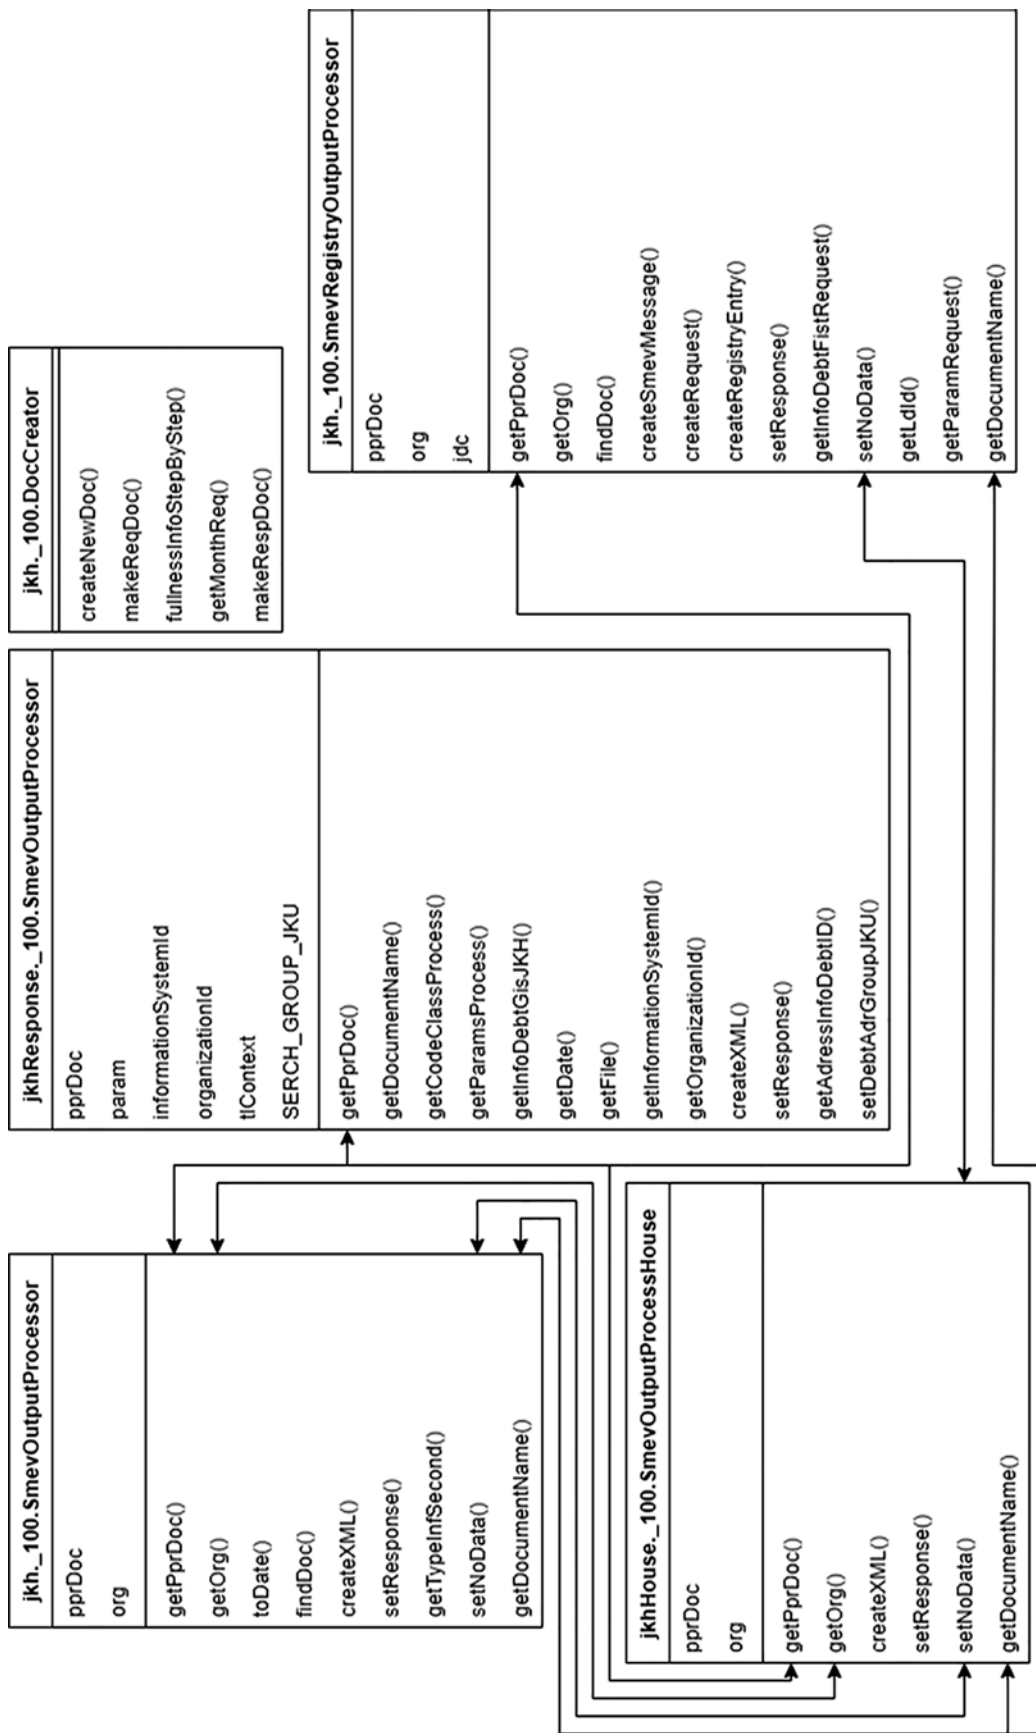 jkh._100.SmevOutputProcessor
pprDoc
org
getPprDoc()
getOrg()
toDate()
findDoc()
createXML()
setResponse()
getTypeInfSecond()
setNoData()
getDocumentName()
jkhResponse._100.SmevOutputProcessor
pprDoc
param
informationSystemId
organizationId
tlContext
SERCH_GROUP_JKU
getPprDoc()
getDocumentName()
getCodeClassProcess()
getParamsProcess()
getInfoDebtGisJKH()
getDate()
getFile()
getInformationSystemId()
getOrganizationId()
createXML()
setResponse()
getAdressInfoDebtID()
setDebtAdrGroupJKU()
jkh._100.DocCreator
createNewDoc()
makeReqDoc()
fullnessInfoStepByStep()
getMonthReq()
makeRespDoc()
jkhHouse._100.SmevOutputProcessHouse
pprDoc
org
getPprDoc()
getOrg()
createXML()
setResponse()
setNoData()
getDocumentName()
jkh._100.SmevRegistryOutputProcessor
pprDoc
org
jdc
getPprDoc()
getOrg()
findDoc()
createSmevMessage()
createRequest()
createRegistryEntry()
setResponse()
getInfoDebtFistRequest()
setNoData()
getLdId()
getParamRequest()
getDocumentName()